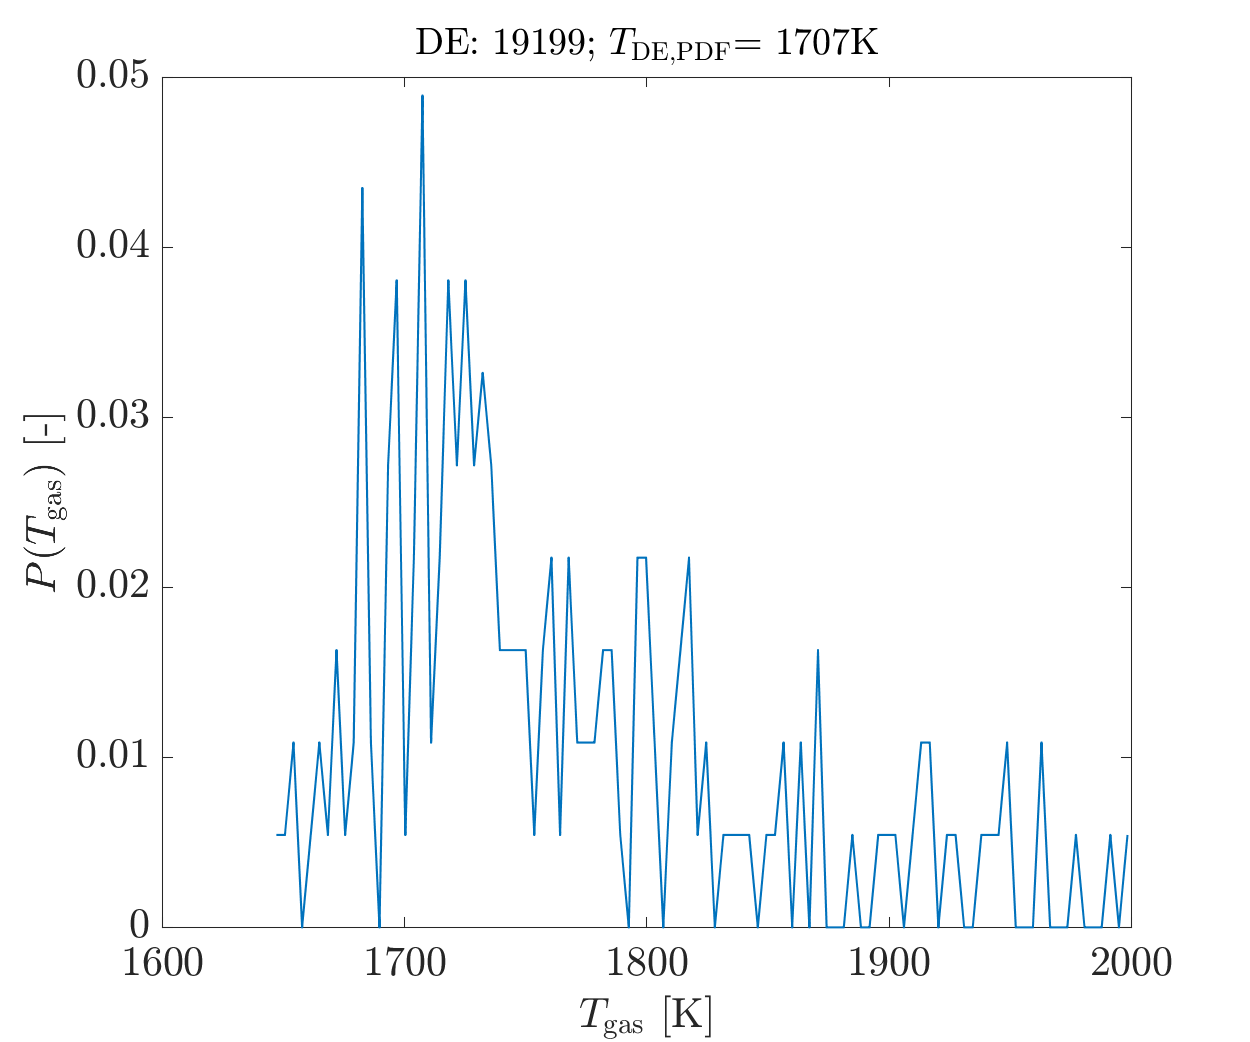 DE: 19199; T_DE,PDF= 1707K
0.05
0.04
0.03
0.02
0.01
0
P(T_gas) [-]
1600 1700 1800 1900 2000
T_gas [K]